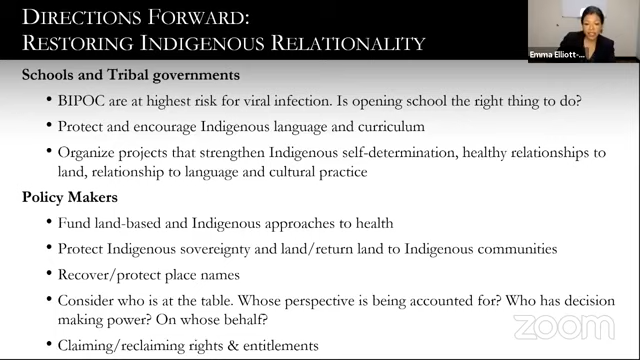 DIRECTIONS FORWARD:
RESTORING INDIGENOUS RELATIONALITY
Emma Elliott-...
Schools and Tribal governments
• BIPOC are at highest risk for viral infection. Is opening school the right thing to do?
• Protect and encourage Indigenous language and curriculum
• Organize projects that strengthen Indigenous self-determination, healthy relationships to
land, relationship to language and cultural practice
Policy Makers
• Fund land-based and Indigenous approaches to health
• Protect Indigenous sovereignty and land/return land to Indigenous communities
• Recover/protect place names
• Consider who is at the table. Whose perspective is being accounted for? Who has decision
making power? On whose behalf?
• Claiming/reclaiming rights & entitlements
zoom